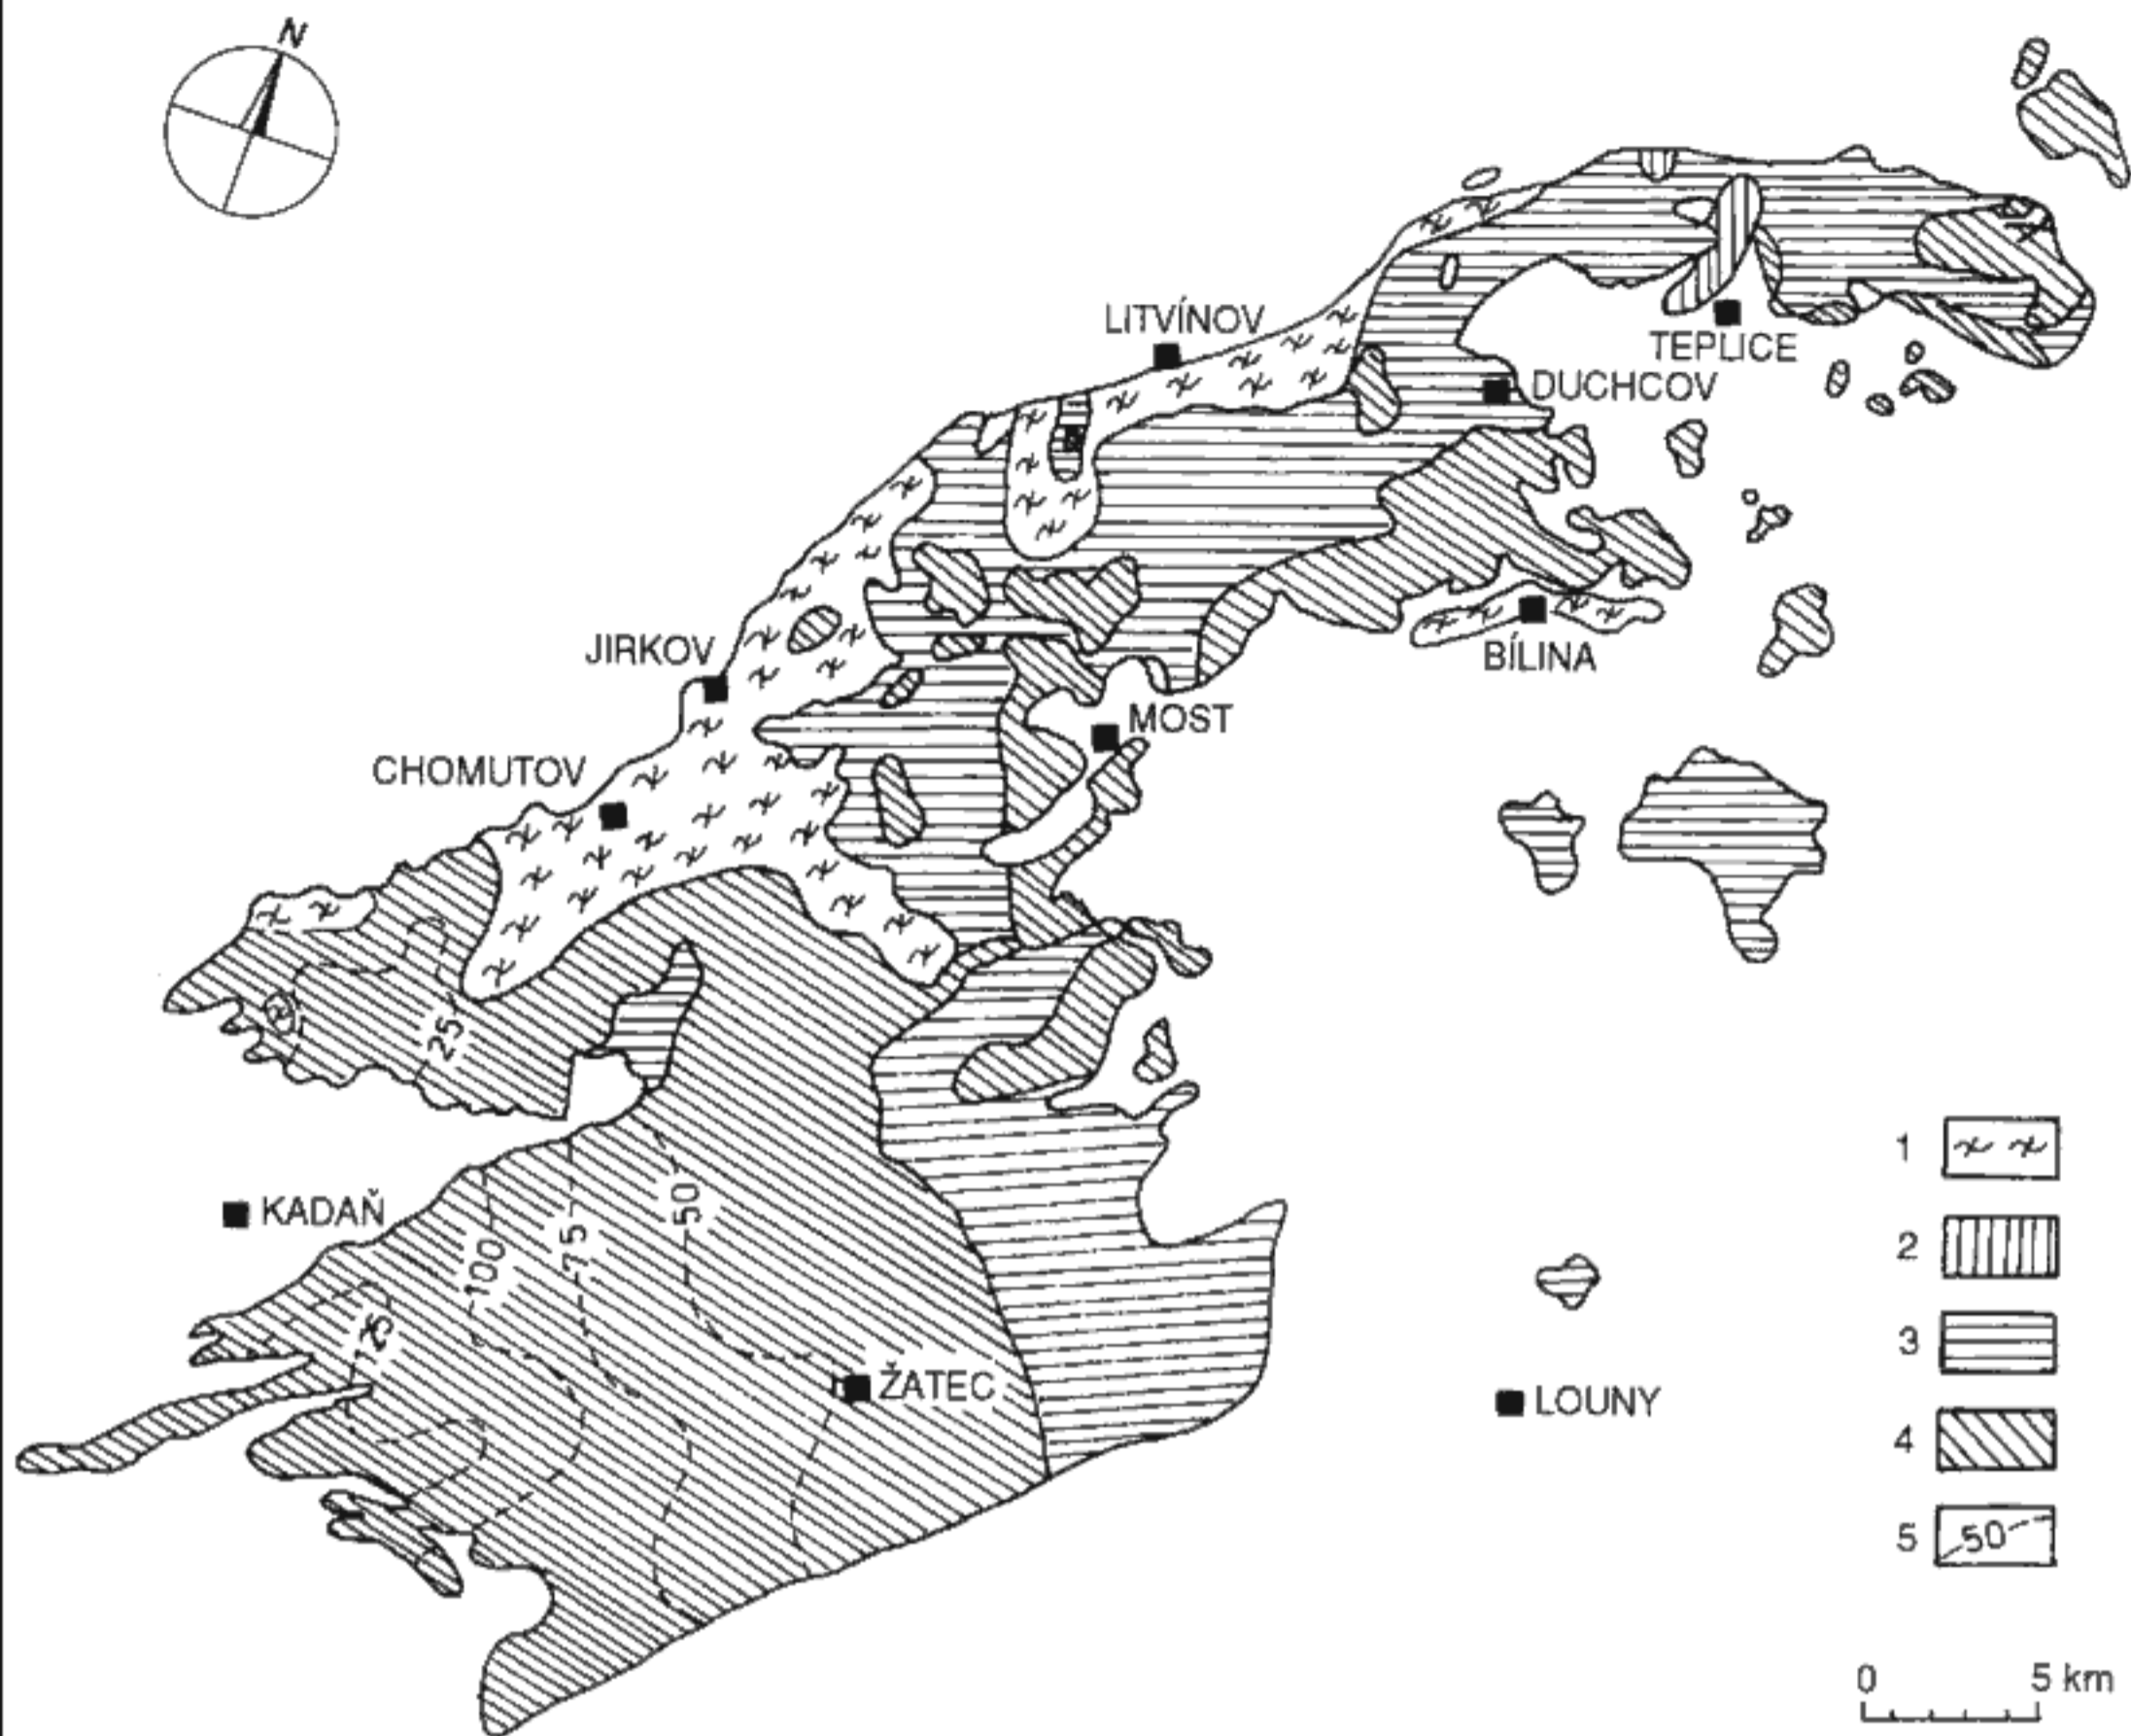 N
LITVÍNOV
TEPLICE
DUCHCOV
JIRKOV
BÍLINA
MOST
CHOMUTOV
25
1
KADAŇ
50
2
100
75
125
3
ŽATEC
LOUNY
4
5
50
0 5 km